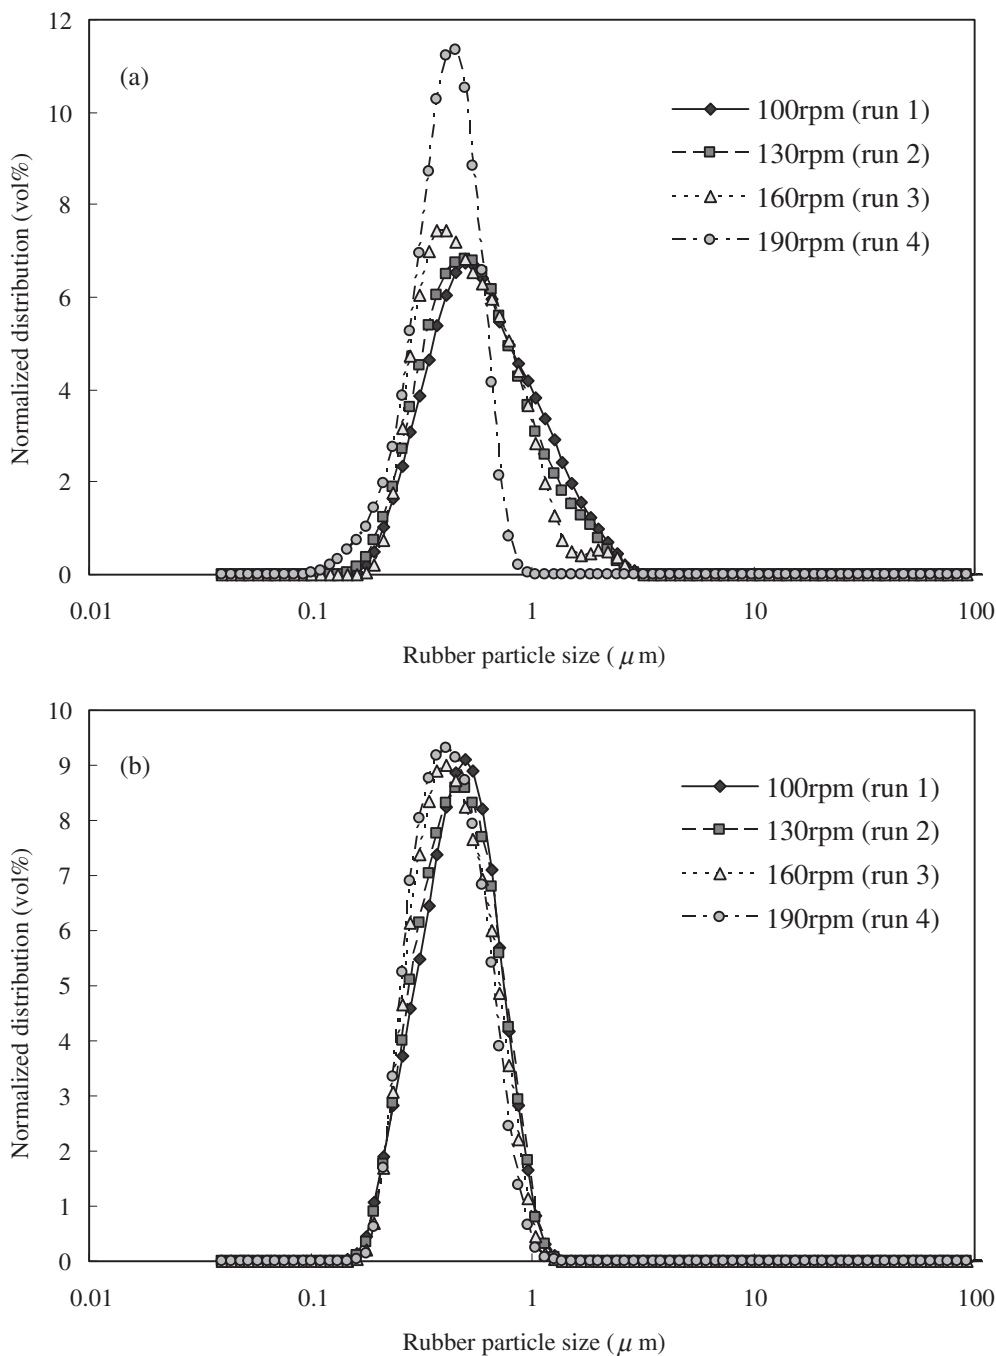 12
(a)
10
8
6
4
2
0
Normalized distribution (vol%)
100rpm (run 1)
130rpm (run 2)
160rpm (run 3)
190rpm (run 4)
0.01
0.1
1
10
100
Rubber particle size ( μ m)
10
(b)
9
8
7
6
5
4
3
2
1
0
Normalized distribution (vol%)
100rpm (run 1)
130rpm (run 2)
160rpm (run 3)
190rpm (run 4)
0.01
0.1
1
10
100
Rubber particle size ( μ m)